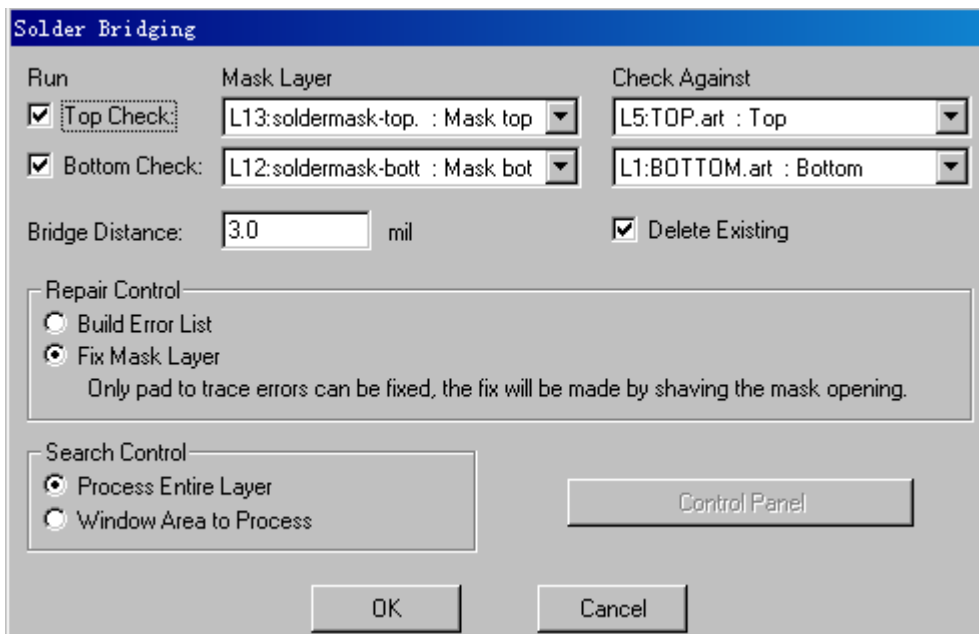 Solder Bridging
Run Mask Layer Check Against
Top Check: L13:soldermask-top. : Mask top L5:TOP.art : Top
Bottom Check: L12:soldermask-bott : Mask bot L1:BOTTOM.art : Bottom
Bridge Distance: 3.0 mil Delete Existing
Repair Control
Build Error List
Fix Mask Layer
Only pad to trace errors can be fixed, the fix will be made by shaving the mask opening.
Search Control
Process Entire Layer
Window Area to Process
Control Panel
OK Cancel